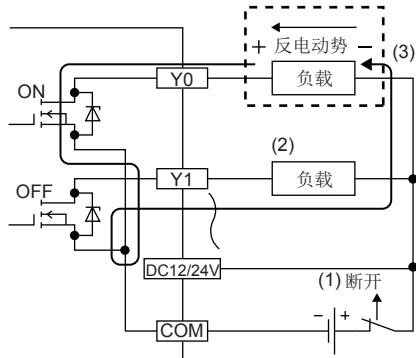 + 反电动势 − (3)
Y0
负载
ON
(2)
Y1
负载
OFF
DC12/24V
(1) 断开
− +
COM